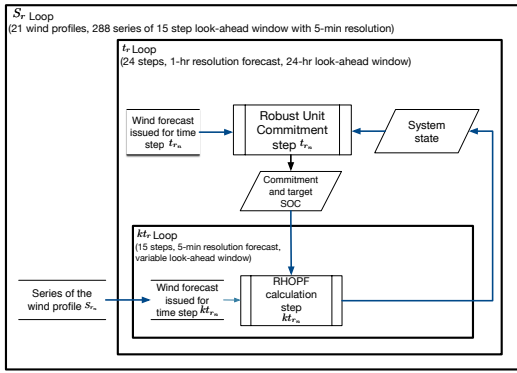 S_r Loop
(21 wind profiles, 288 series of 15 step look-ahead window with 5-min resolution)
t_r Loop
(24 steps, 1-hr resolution forecast, 24-hr look-ahead window)
Wind forecast
issued for time
step t_{r_n}
Robust Unit
Commitment
step t_{r_n}
System
state
Commitment
and target
SOC
kt_r Loop
(15 steps, 5-min resolution forecast,
variable look-ahead window)
Series of the
wind profile S_{r_n}
Wind forecast
issued for
time step kt_{r_n}
RHOPF
calculation
step
kt_{r_n}